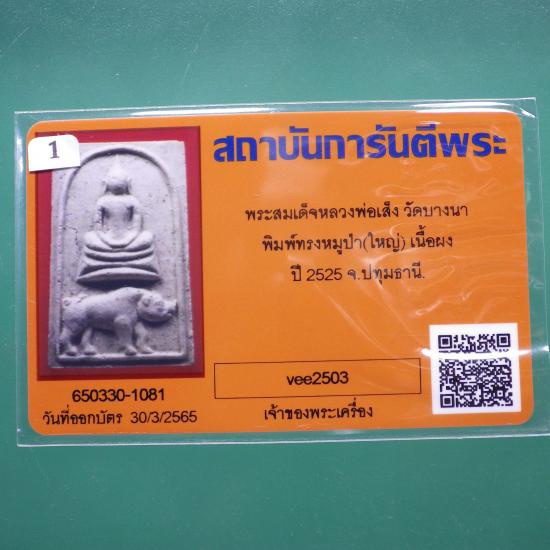 1
สถาบันการันตีพระ
พระสมเด็จหลวงพ่อเส็ง วัดบางนา
พิมพ์ทรงหมูป่า(ใหญ่) เนื้อผง
ปี 2525 จ.ปทุมธานี.
650330-1081
วันที่ออกบัตร 30/3/2565
vee2503
เจ้าของพระเครื่อง